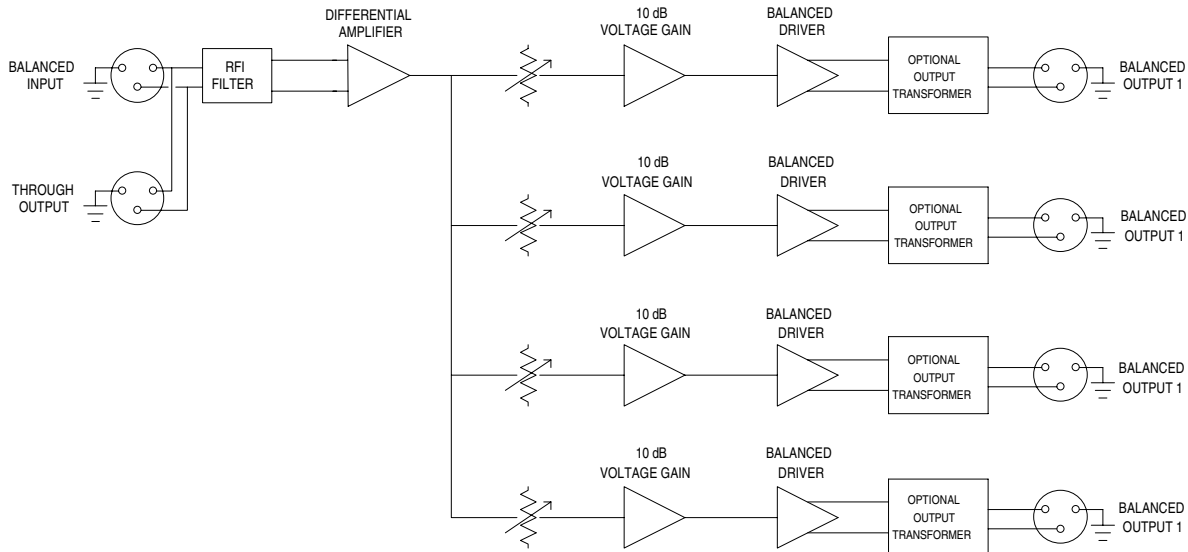 DIFFERENTIAL
AMPLIFIER
10 dB
VOLTAGE GAIN
BALANCED
DRIVER
BALANCED
INPUT
RFI
FILTER
OPTIONAL
OUTPUT
TRANSFORMER
BALANCED
OUTPUT 1
THROUGH
OUTPUT
10 dB
VOLTAGE GAIN
BALANCED
DRIVER
OPTIONAL
OUTPUT
TRANSFORMER
BALANCED
OUTPUT 1
10 dB
VOLTAGE GAIN
BALANCED
DRIVER
OPTIONAL
OUTPUT
TRANSFORMER
BALANCED
OUTPUT 1
10 dB
VOLTAGE GAIN
BALANCED
DRIVER
OPTIONAL
OUTPUT
TRANSFORMER
BALANCED
OUTPUT 1